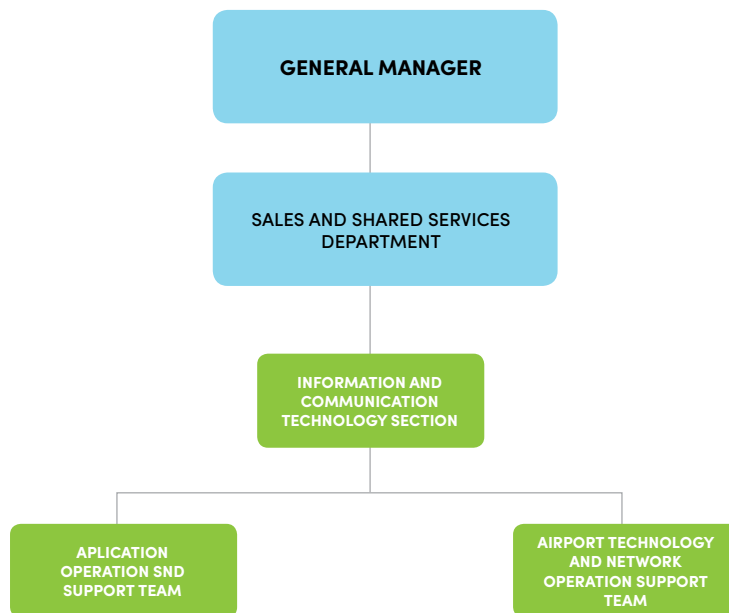 GENERAL MANAGER
SALES AND SHARED SERVICES
DEPARTMENT
INFORMATION AND
COMMUNICATION
TECHNOLOGY SECTION
APLICATION
OPERATION SND
SUPPORT TEAM
AIRPORT TECHNOLOGY
AND NETWORK
OPERATION SUPPORT
TEAM